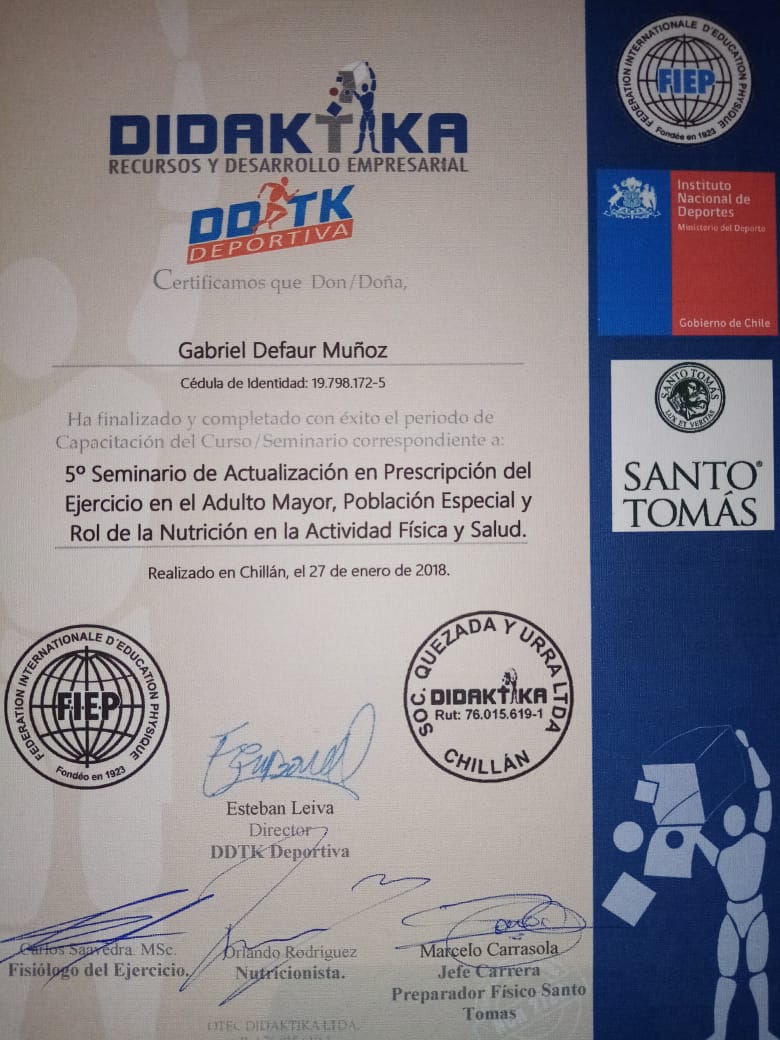 DIDAKTIKA
RECURSOS Y DESARROLLO EMPRESARIAL
DDTK
DEPORTIVA
Certificamos que Don/Doña,
Gabriel Defaur Muñoz
Cédula de Identidad: 19.798.172-5
Ha finalizado y completado con éxito el periodo de
Capacitación del Curso/Seminario correspondiente a:
5º Seminario de Actualización en Prescripción del
Ejercicio en el Adulto Mayor, Población Especial y
Rol de la Nutrición en la Actividad Física y Salud.
Realizado en Chillán, el 27 de enero de 2018.
FEDERATION INTERNATIONALE D'EDUCATION PHYSIQUE
FIEP
Fondée en 1923
SOC. QUEZADA Y URRA LTDA
DIDAKTIKA
Rut: 76.015.619-1
CHILLÁN
Esteban Leiva
Director
DDTK Deportiva
Carlos Saavedra. MSc.
Fisiólogo del Ejercicio.
Orlando Rodriguez
Nutricionista.
Marcelo Carrasola
Jefe Carrera
Preparador Físico Santo
Tomas
OTEC DIDAKTIKA LTDA.
FEDERATION INTERNATIONALE D'EDUCATION PHYSIQUE
FIEP
Fondée en 1923
Instituto
Nacional de
Deportes
Ministerio del Deporte
Gobierno de Chile
SANTO TOMAS
LUX ET VERITAS
SANTO®
TOMÁS